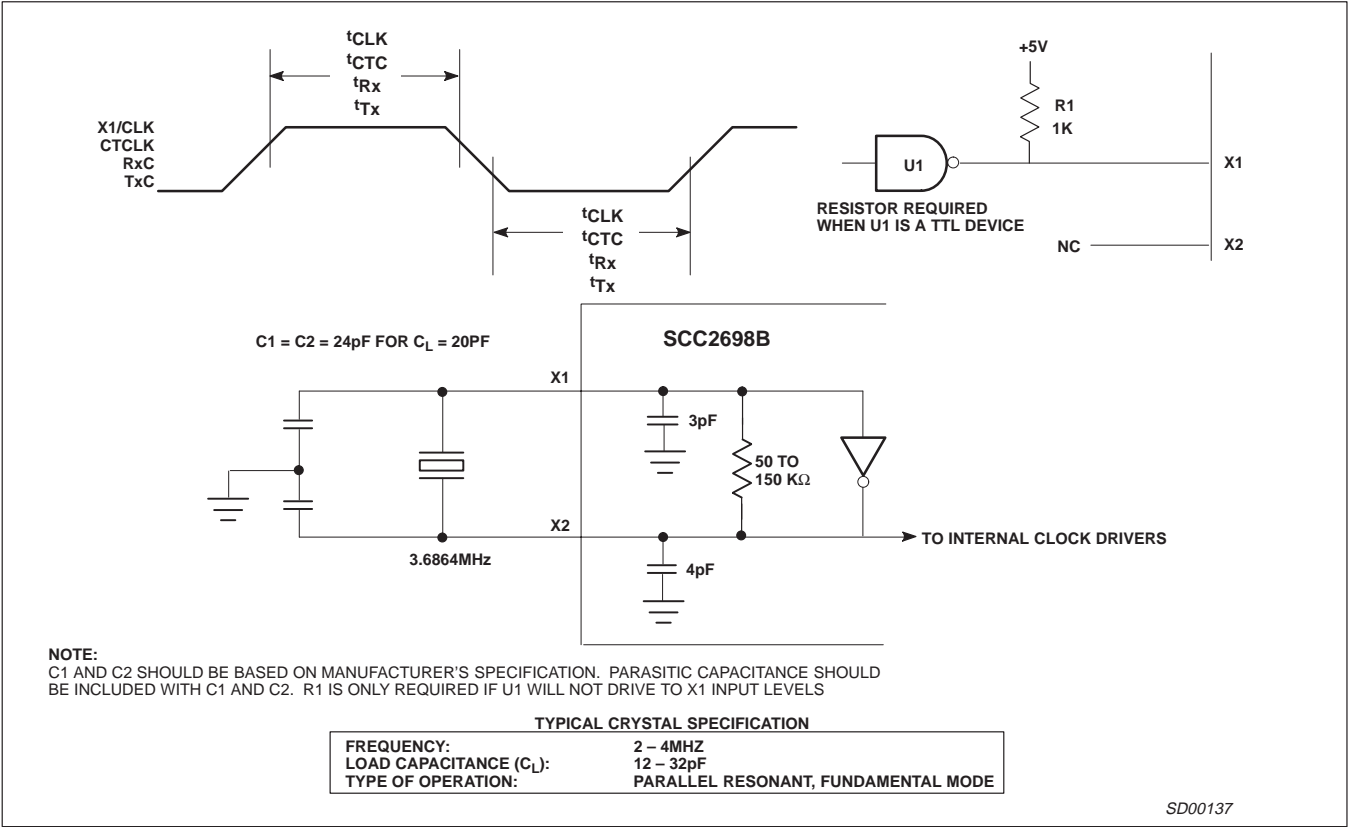 tCLK
tCTC
tRx
tTx
X1/CLK
CTCLK
RxC
TxC
tCLK
tCTC
tRx
tTx
+5V
R1
1K
U1
X1
RESISTOR REQUIRED
WHEN U1 IS A TTL DEVICE
NC
X2
C1 = C2 = 24pF FOR CL = 20PF
SCC2698B
X1
3pF
50 TO
150 KΩ
X2
TO INTERNAL CLOCK DRIVERS
3.6864MHz
4pF
NOTE:
C1 AND C2 SHOULD BE BASED ON MANUFACTURER'S SPECIFICATION. PARASITIC CAPACITANCE SHOULD
BE INCLUDED WITH C1 AND C2. R1 IS ONLY REQUIRED IF U1 WILL NOT DRIVE TO X1 INPUT LEVELS
TYPICAL CRYSTAL SPECIFICATION
FREQUENCY: 2 – 4MHZ
LOAD CAPACITANCE (CL): 12 – 32pF
TYPE OF OPERATION: PARALLEL RESONANT, FUNDAMENTAL MODE
SD00137